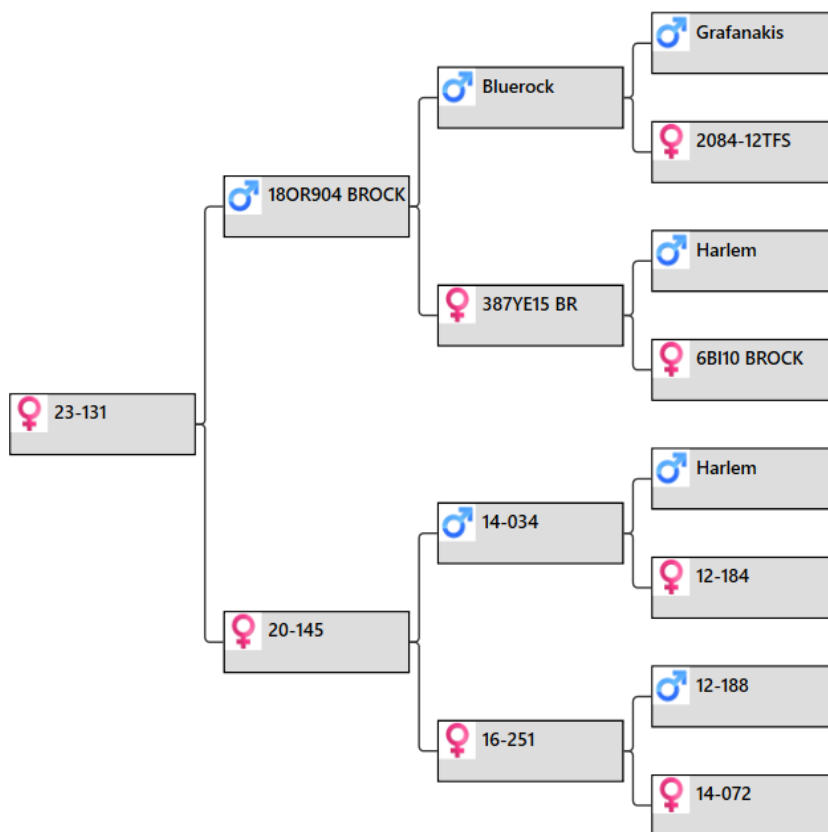 Grafanakis
Bluerock
2084-12TFS
18OR904 BROCK
Harlem
387YE15 BR
6BI10 BROCK
23-131
Harlem
14-034
12-184
20-145
12-188
16-251
14-072